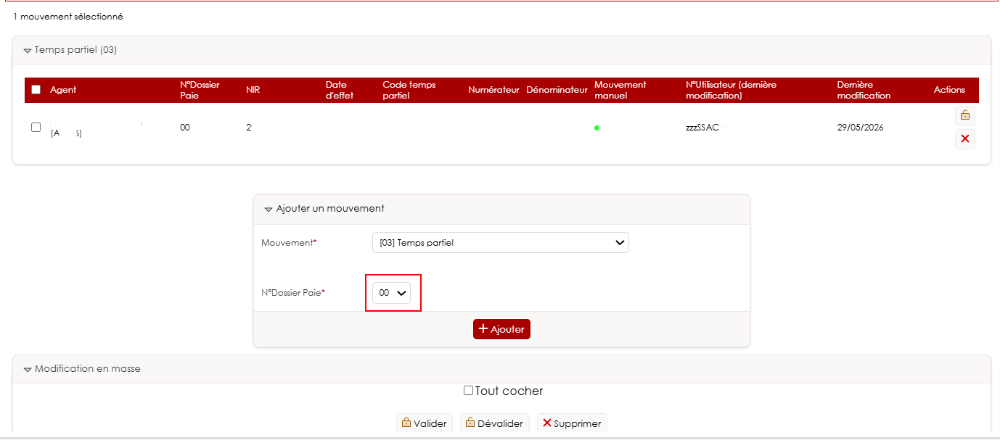 1 mouvement sélectionné
Temps partiel (03)
Agent N°Dossier Paie NIR Date d'effet Code temps partiel Numérateur Dénominateur Mouvement manuel N°Utilisateur (dernière modification) Dernière modification Actions
(A S) 00 2 zzzSSAC 29/05/2026
Ajouter un mouvement
Mouvement* [03] Temps partiel
N°Dossier Paie* 00
+ Ajouter
Modification en masse
Tout cocher
Valider Dévalider Supprimer